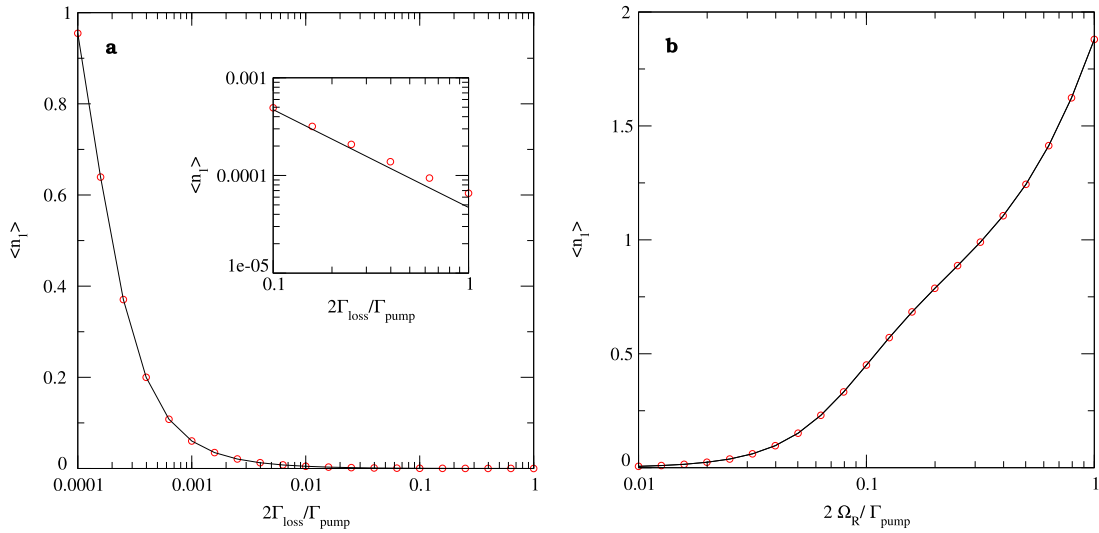 a
1
0.8
0.6
0.4
0.2
0
0.0001 0.001 0.01 0.1 1
<n1>
2Γloss/Γpump
0.001
0.0001
1e-05
0.1 1
<n1>
2Γloss/Γpump
b
2
1.5
1
0.5
0
0.01 0.1 1
<n1>
2 ΩR/ Γpump